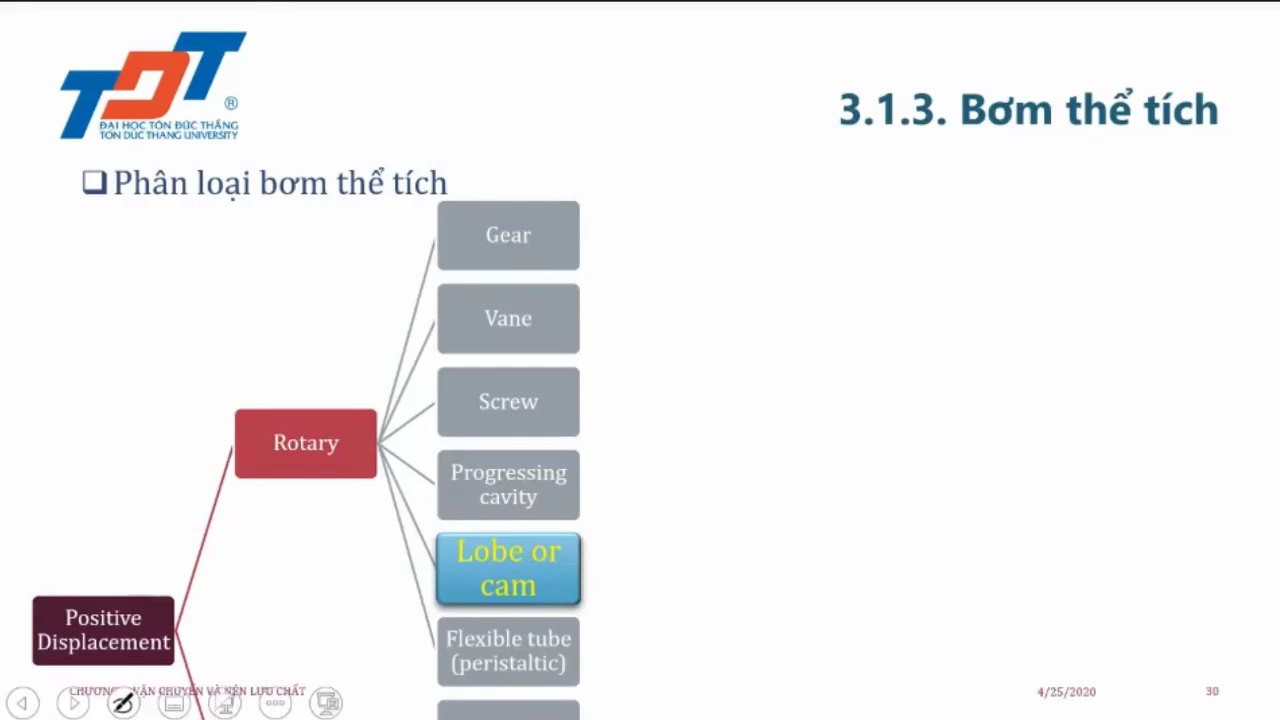 TDT
®
ĐẠI HỌC TÔN ĐỨC THẮNG
TON DUC THANG UNIVERSITY
3.1.3. Bơm thể tích
Phân loại bơm thể tích
Gear
Vane
Screw
Rotary
Progressing
cavity
Lobe or
cam
Positive
Displacement
Flexible tube
(peristaltic)
CHƯƠNG VẬN CHUYỂN VÀ NÉN LƯU CHẤT
4/25/2020
30